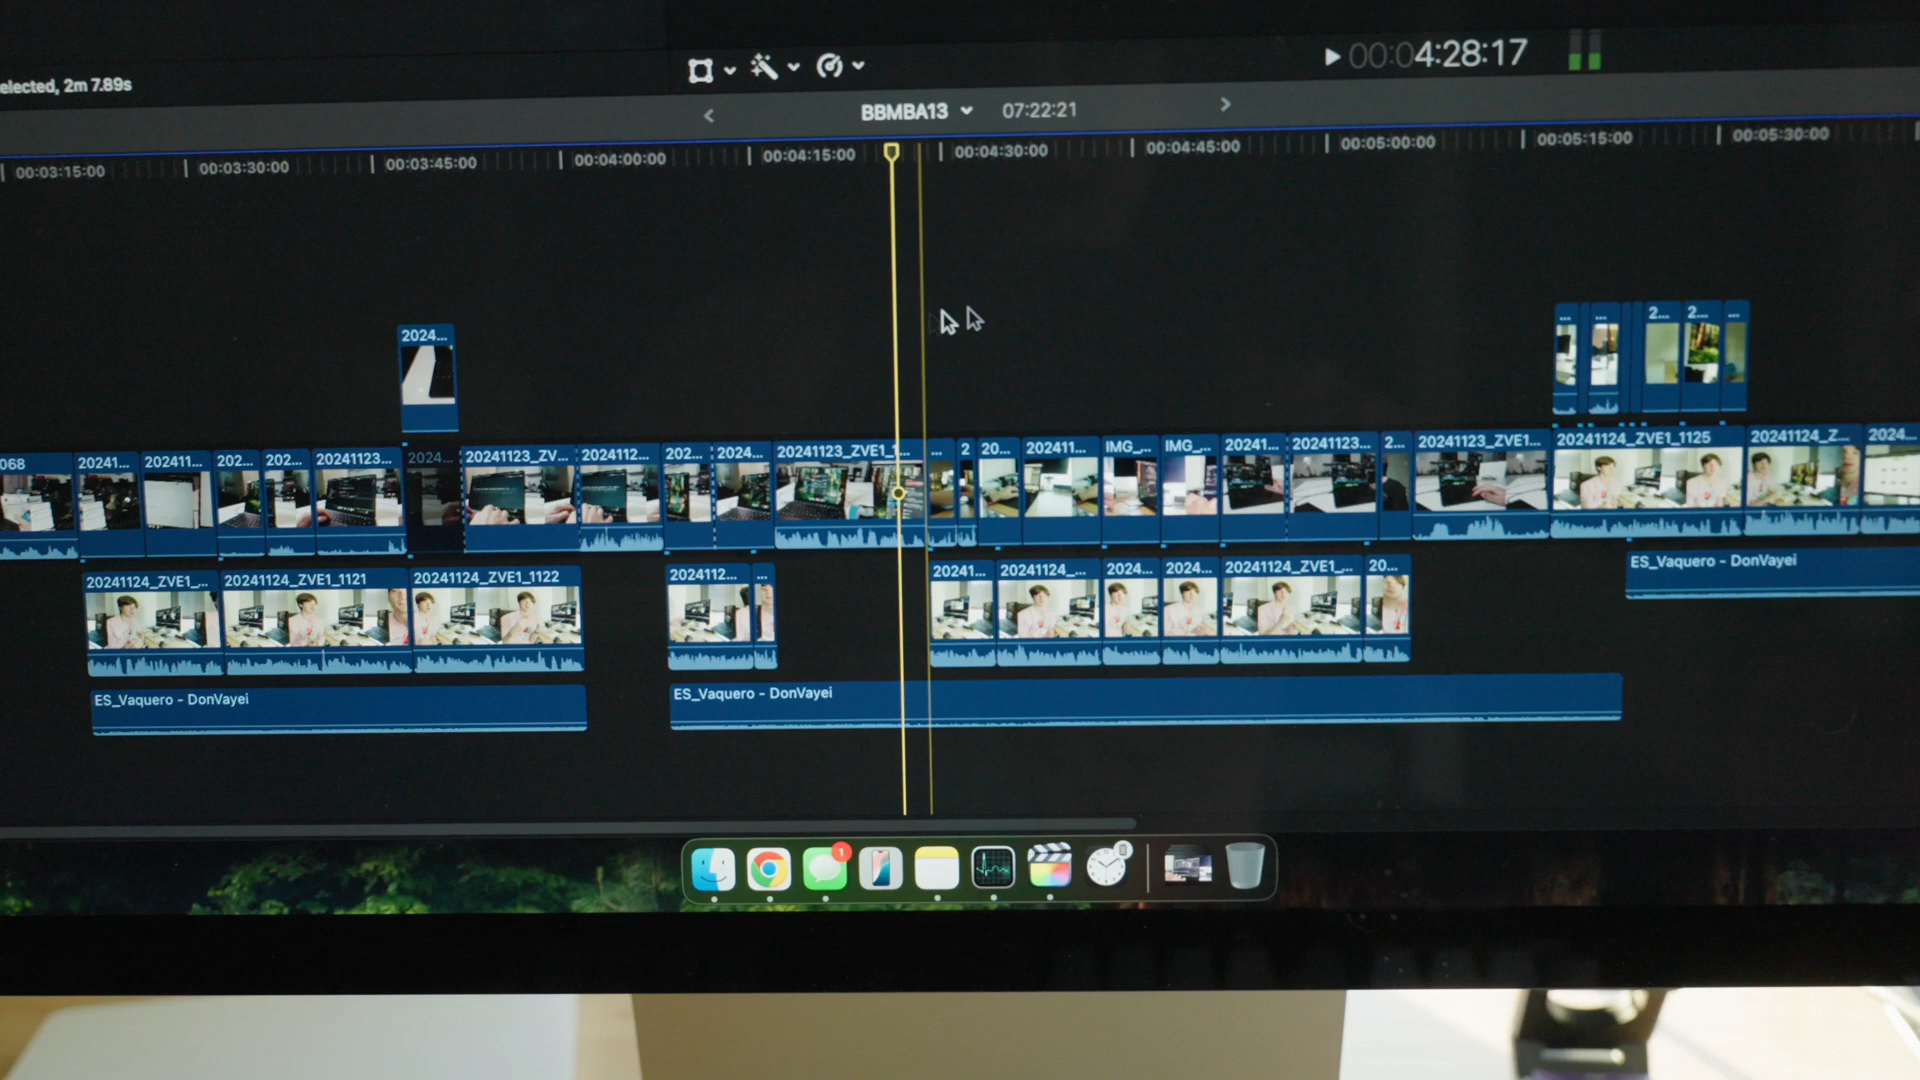 elected, 2m 7.89s
00:04:28:17
BBMBA13 07:22:21
00:03:15:00 00:03:30:00 00:03:45:00 00:04:00:00 00:04:15:00 00:04:30:00 00:04:45:00 00:05:00:00 00:05:15:00 00:05:30:00
2024...
... ... 2... 2... ...
068 20241... 202411... 202... 202... 20241123... 2024... 20241123_ZV... 2024112... 202... 2024... 20241123_ZVE1_1... ... 2 20... 202411... IMG_... IMG_... 20241... 20241123... 2... 20241123_ZVE1... 20241124_ZVE1_1125 20241124_Z... 2024...
20241124_ZVE1_... 20241124_ZVE1_1121 20241124_ZVE1_1122 2024112... ... 20241... 20241124_... 2024... 2024... 20241124_ZVE1_... 20...
ES_Vaquero - DonVayei
ES_Vaquero - DonVayei ES_Vaquero - DonVayei
1